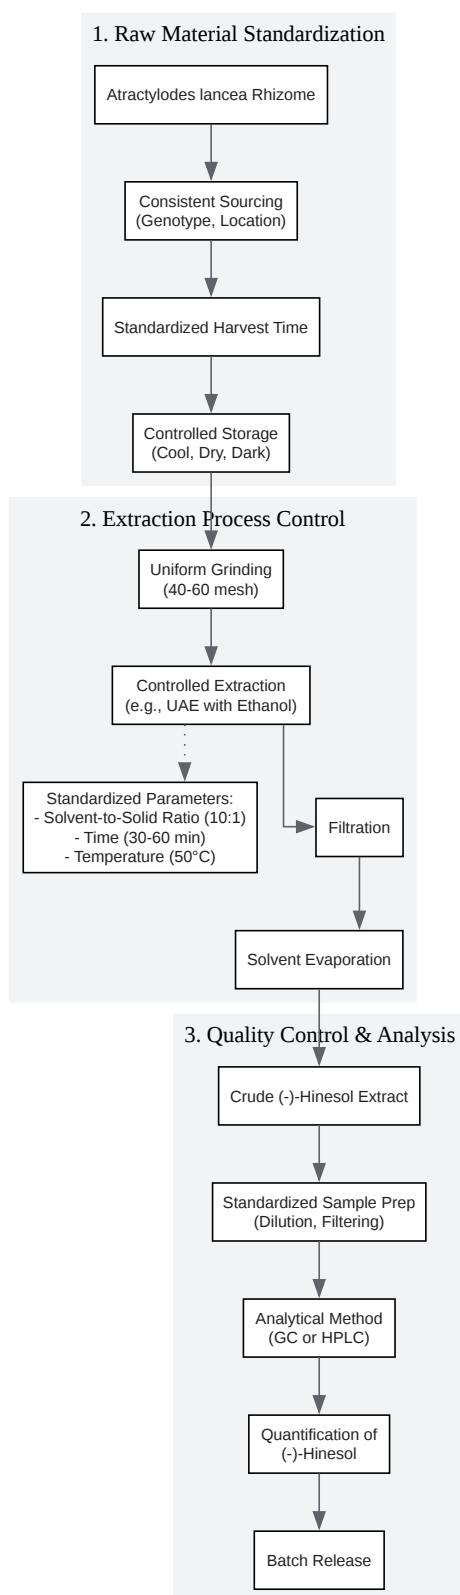 1. Raw Material Standardization
Atractylodes lancea Rhizome
Consistent Sourcing
(Genotype, Location)
Standardized Harvest Time
Controlled Storage
(Cool, Dry, Dark)
2. Extraction Process Control
Uniform Grinding
(40-60 mesh)
Controlled Extraction
(e.g., UAE with Ethanol)
Standardized Parameters:
- Solvent-to-Solid Ratio (10:1)
- Time (30-60 min)
- Temperature (50°C)
Filtration
Solvent Evaporation
3. Quality Control & Analysis
Crude (-)-Hinesol Extract
Standardized Sample Prep
(Dilution, Filtering)
Analytical Method
(GC or HPLC)
Quantification of
(-)-Hinesol
Batch Release